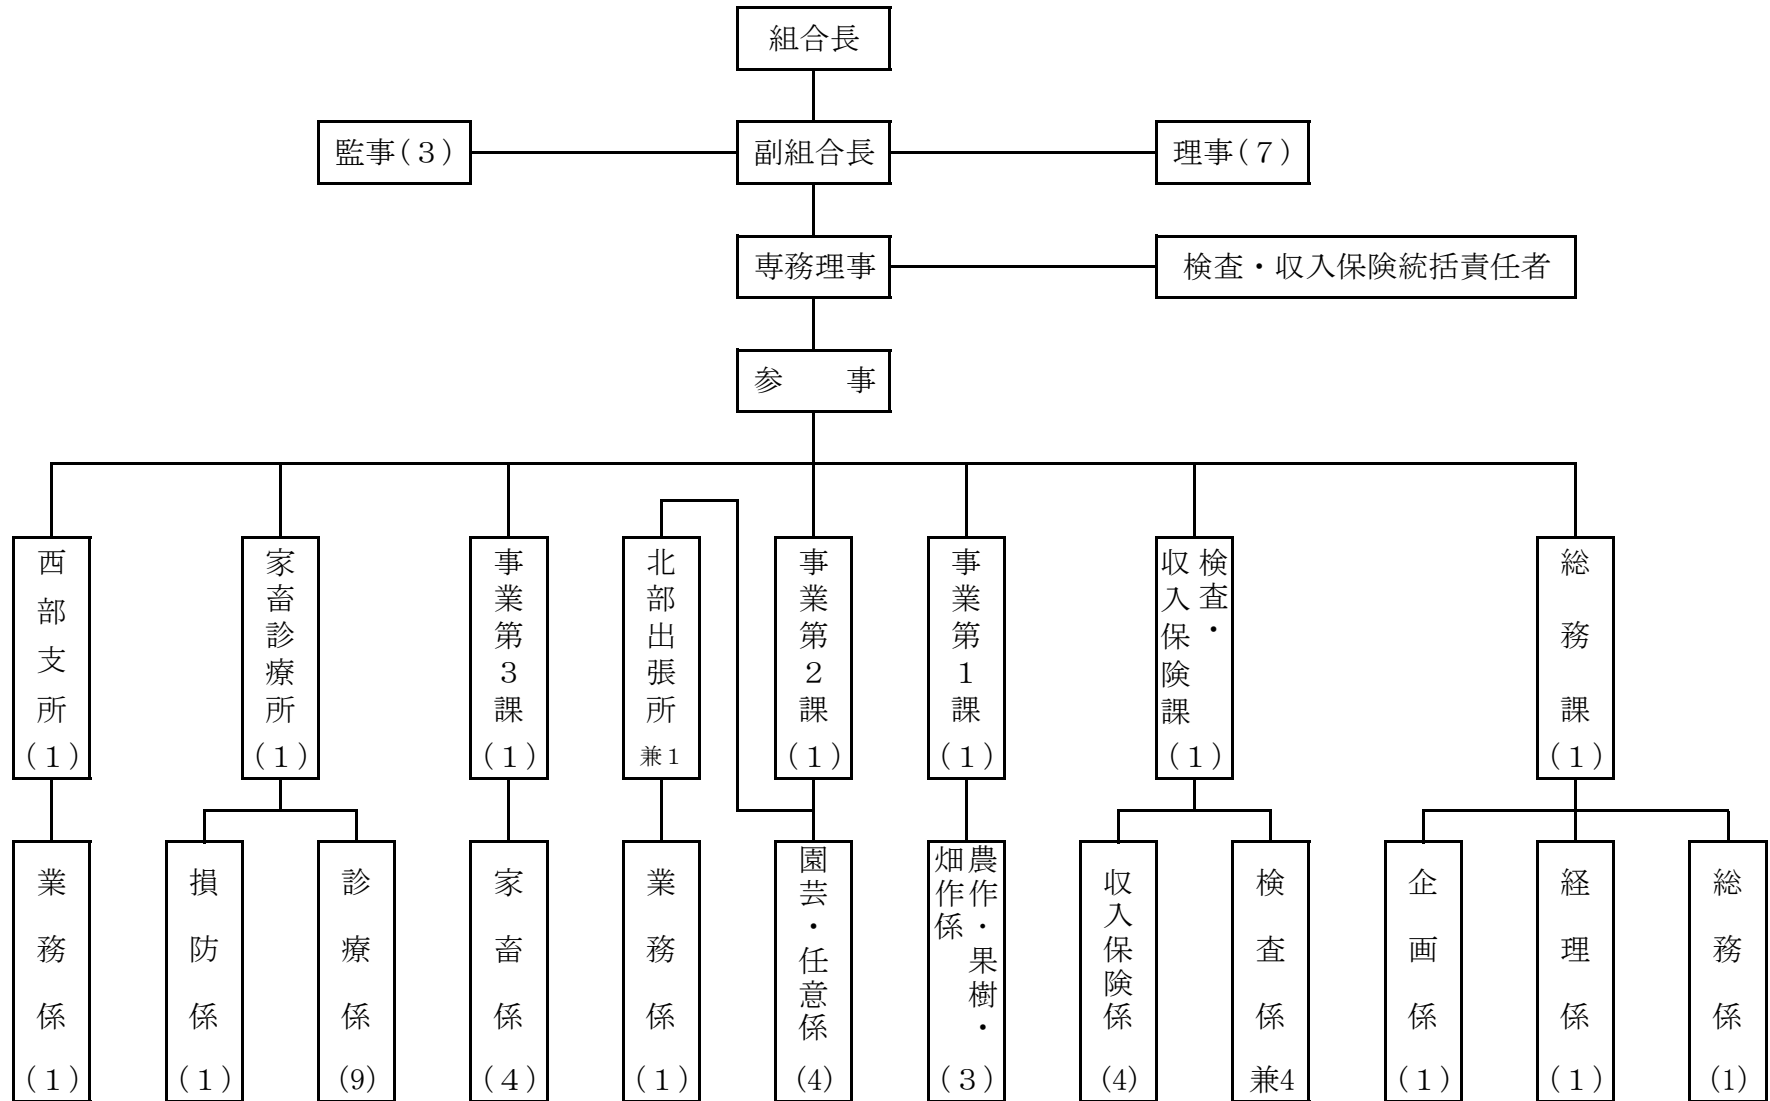 組合長
監事(３)
副組合長
理事(７)
専務理事
検査・収入保険統括責任者
参　　事
西部支所
(１)
家畜診療所
(１)
事業第３課
(１)
北部出張所
兼１
事業第２課
(１)
事業第１課
(１)
検査・
収入保険課
(１)
総務課
(１)
業務係
(１)
損防係
(１)
診療係
(9)
家畜係
(４)
業務係
(１)
園芸・任意係
(4)
農作・果樹・
畑作係
(３)
収入保険係
(4)
検査係
兼4
企画係
(１)
経理係
(１)
総務係
(1)